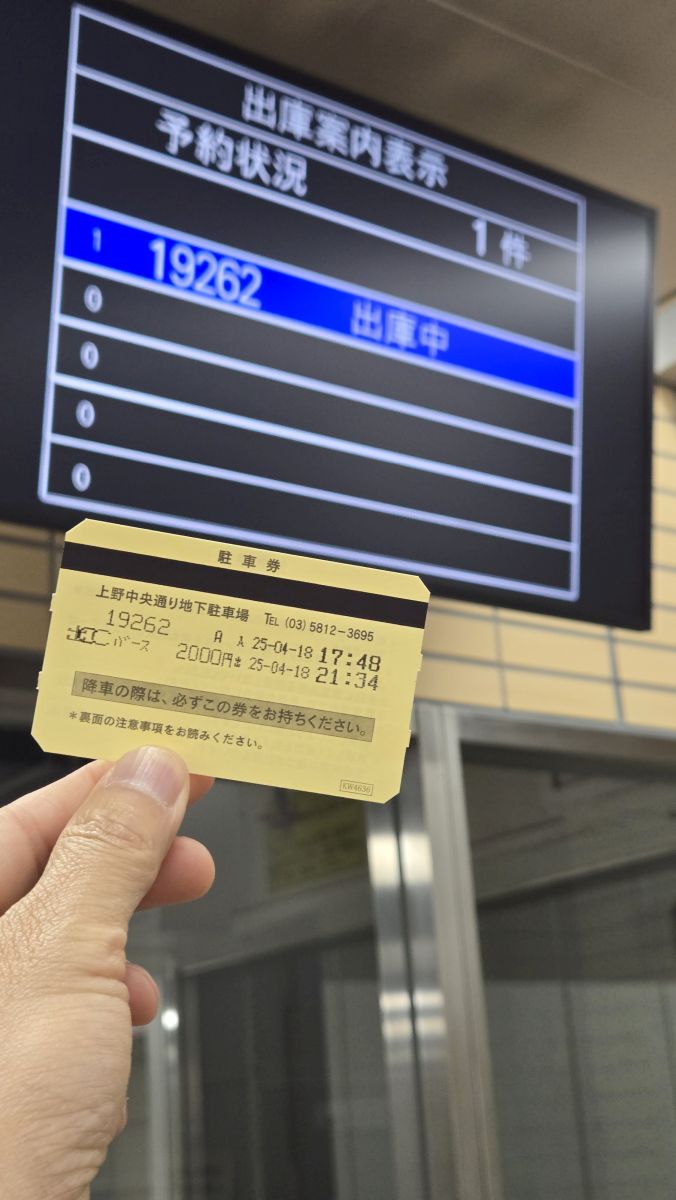 出庫案内表示
予約状況
1件
1 19262 出庫中
0
0
0
0
駐車券
上野中央通り地下駐車場 TEL (03) 5812-3695
19262 A 入 25-04-18 17:48
バース 2000円 出 25-04-18 21:34
降車の際は、必ずこの券をお持ちください。
*裏面の注意事項をお読みください。
KW4636